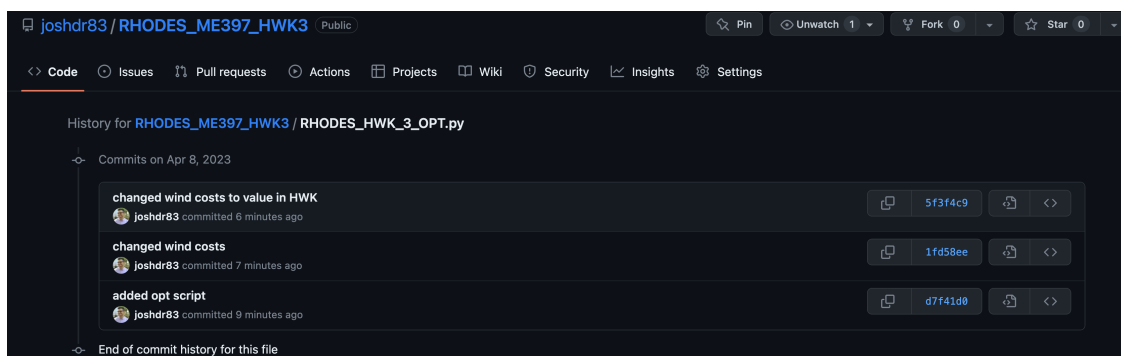 joshdr83 / RHODES_ME397_HWK3 Public Pin Unwatch 1 Fork 0 Star 0
Code Issues Pull requests Actions Projects Wiki Security Insights Settings
History for RHODES_ME397_HWK3 / RHODES_HWK_3_OPT.py
Commits on Apr 8, 2023
changed wind costs to value in HWK
joshdr83 committed 6 minutes ago 5f3f4c9
changed wind costs
joshdr83 committed 7 minutes ago 1fd58ee
added opt script
joshdr83 committed 9 minutes ago d7f41d0
End of commit history for this file